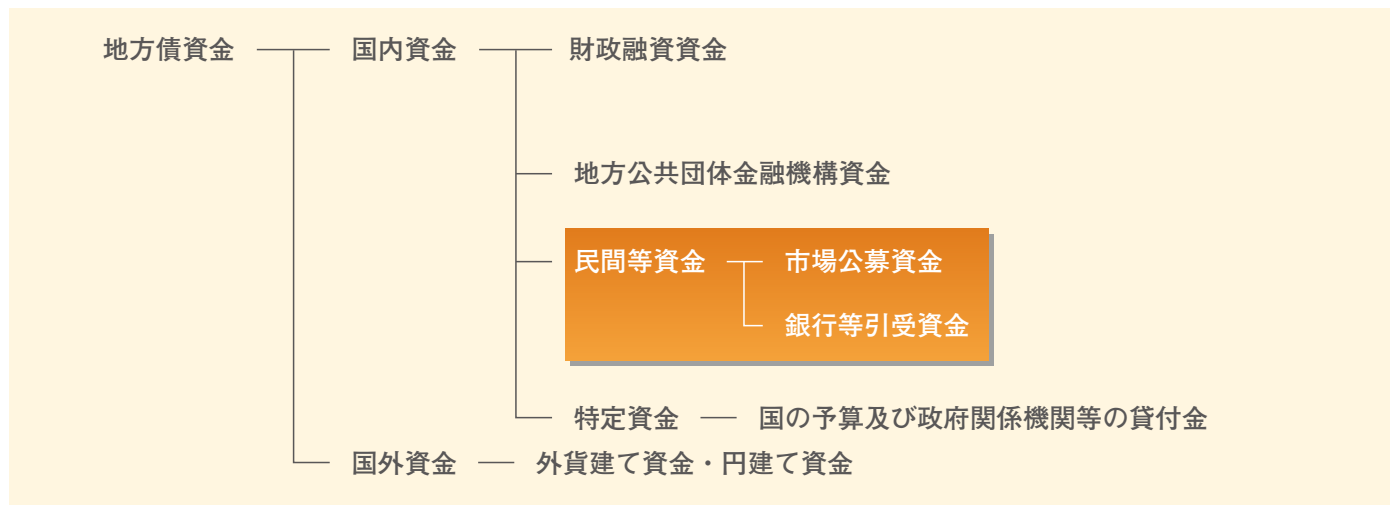 地方債資金 国内資金 財政融資資金
地方公共団体金融機構資金
民間等資金 市場公募資金
銀行等引受資金
特定資金 国の予算及び政府関係機関等の貸付金
国外資金 外貨建て資金・円建て資金